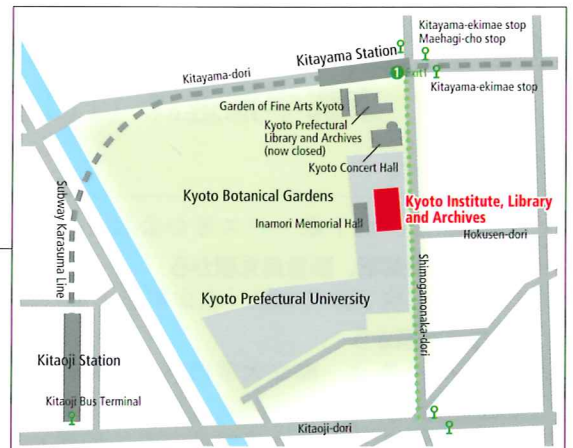 Kitayama-ekimae stop
Maehagi-cho stop
Kitayama Station
Kitayama-dori
1
Kitayama-ekimae stop
Garden of Fine Arts Kyoto
Kyoto Prefectural
Library and Archives
(now closed)
Kyoto Concert Hall
Kyoto Botanical Gardens
Kyoto Institute, Library
and Archives
Inamori Memorial Hall
Hokusen-dori
Subway Karasuma Line
Shimogamonaka-dori
Kyoto Prefectural University
Kitaoji Station
Kitaoji Bus Terminal
Kitaoji-dori